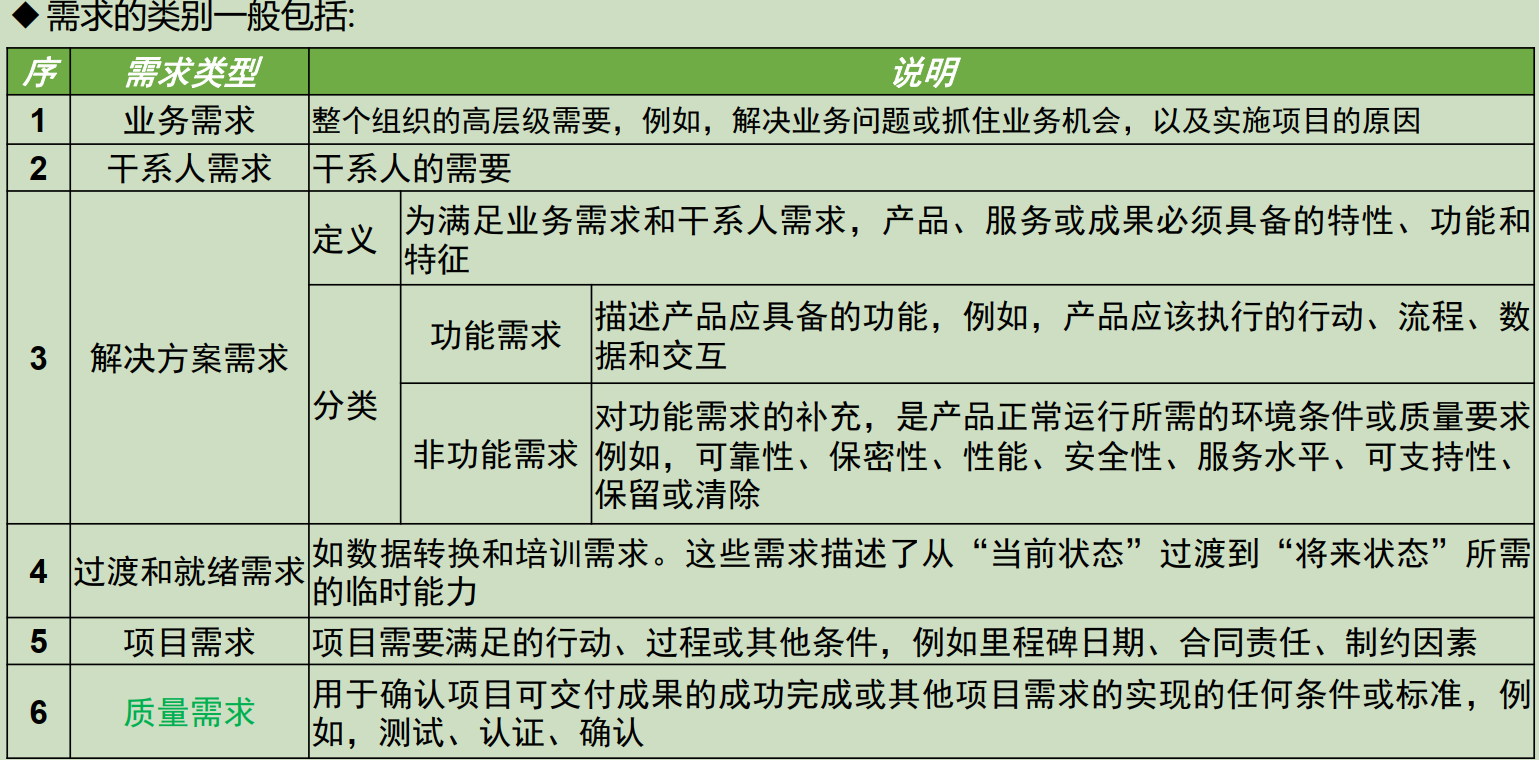 ◆ 需求的类别一般包括:
序 需求类型 说明
1 业务需求 整个组织的高层级需要，例如，解决业务问题或抓住业务机会，以及实施项目的原因
2 干系人需求 干系人的需要
3 解决方案需求
定义
为满足业务需求和干系人需求，产品、服务或成果必须具备的特性、功能和
特征
分类
功能需求
描述产品应具备的功能，例如，产品应该执行的行动、流程、数
据和交互
非功能需求
对功能需求的补充，是产品正常运行所需的环境条件或质量要求
例如，可靠性、保密性、性能、安全性、服务水平、可支持性、
保留或清除
4 过渡和就绪需求
如数据转换和培训需求。这些需求描述了从“当前状态”过渡到“将来状态”所需
的临时能力
5 项目需求 项目需要满足的行动、过程或其他条件，例如里程碑日期、合同责任、制约因素
6 质量需求
用于确认项目可交付成果的成功完成或其他项目需求的实现的任何条件或标准，例
如，测试、认证、确认